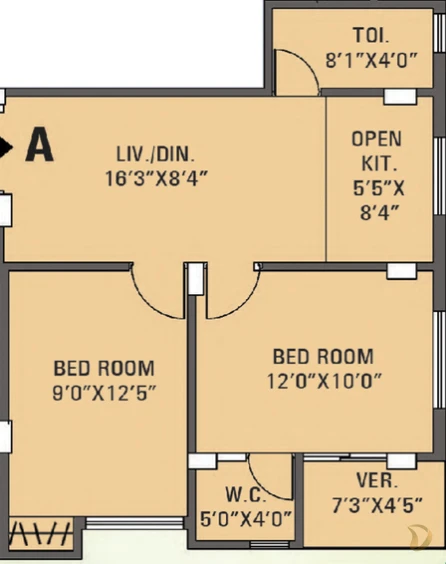 TOI.
8'1"X4'0"
A
LIV./DIN.
16'3"X8'4"
OPEN
KIT.
5'5"X
8'4"
BED ROOM
9'0"X12'5"
BED ROOM
12'0"X10'0"
W.C.
5'0"X4'0"
VER.
7'3"X4'5"